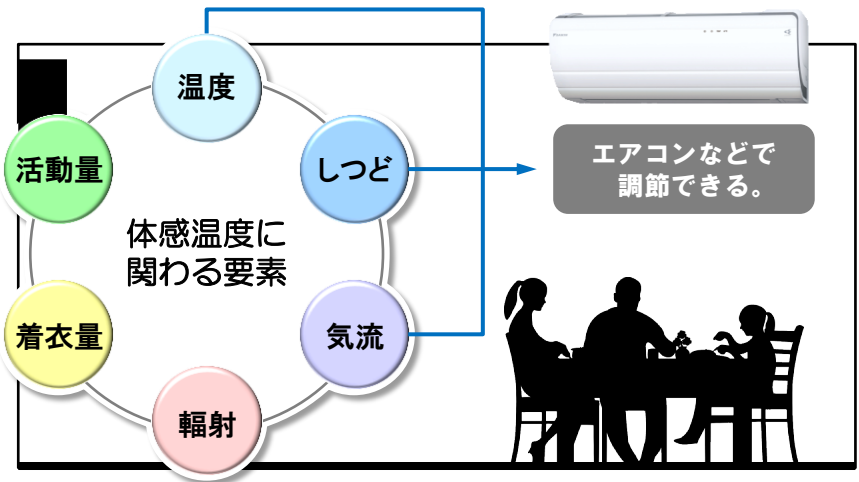 温度
しつど
気流
輻射
着衣量
活動量
体感温度に
関わる要素
エアコンなどで
調節できる。